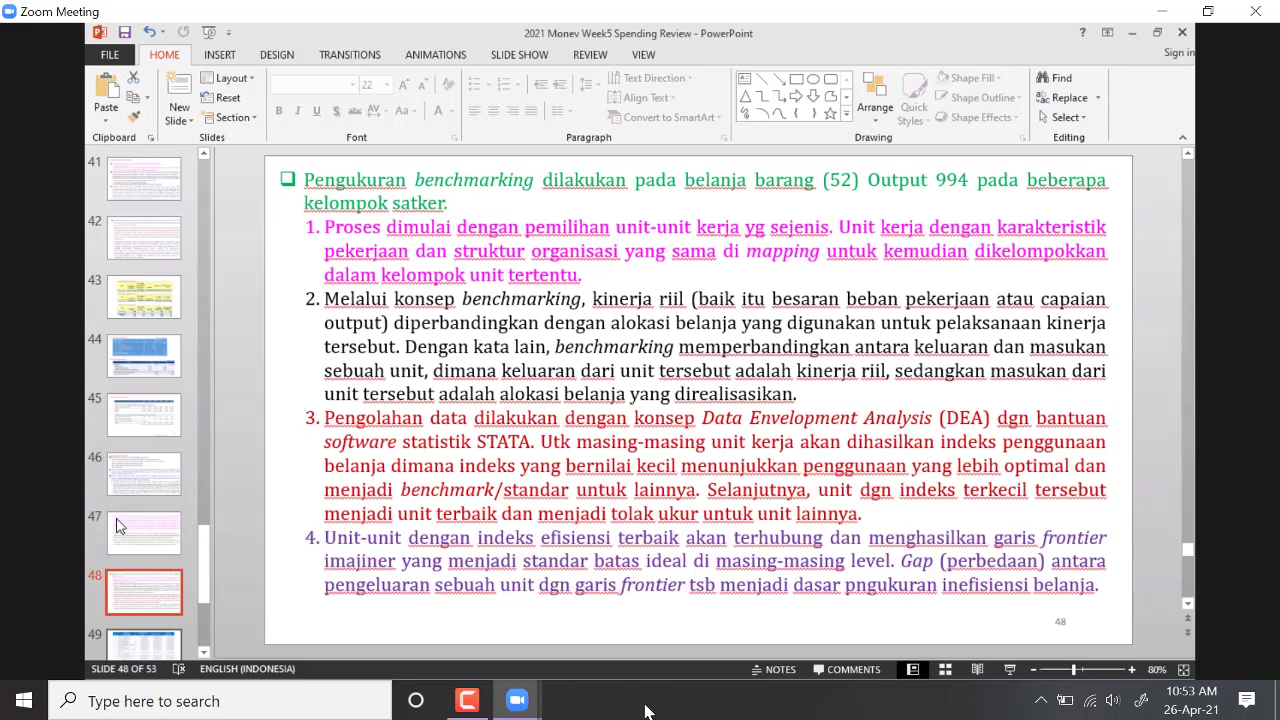 Zoom Meeting
2021 Monev Week5 Spending Review - PowerPoint
Sign in
FILE HOME INSERT DESIGN TRANSITIONS ANIMATIONS SLIDE SHOW REVIEW VIEW
Paste
New Slide
Layout
Reset
Section
22
B I U S abc AV Aa A
Text Direction
Align Text
Convert to SmartArt
Arrange
Quick Styles
Shape Fill
Shape Outline
Shape Effects
Find
Replace
Select
Clipboard Slides Font Paragraph Drawing Editing
41
42
43
44
45
46
47
48
49
Pengukuran benchmarking dilakukan pada belanja barang (52) Output 994 pada beberapa
kelompok satker.
1. Proses dimulai dengan pemilihan unit-unit kerja yg sejenis. Unit kerja dengan karakteristik
pekerjaan dan struktur organisasi yang sama di mapping untuk kemudian dikelompokkan
dalam kelompok unit tertentu.
2. Melalui konsep benchmarking, kinerja riil (baik itu besaran beban pekerjaan atau capaian
output) diperbandingkan dengan alokasi belanja yang digunakan untuk pelaksanaan kinerja
tersebut. Dengan kata lain, benchmarking memperbandingkan antara keluaran dan masukan
sebuah unit, dimana keluaran dari unit tersebut adalah kinerja riil, sedangkan masukan dari
unit tersebut adalah alokasi belanja yang direalisasikan.
3. Pengolahan data dilakukan dengan konsep Data Envelopment Analysis (DEA) dgn bantuan
software statistik STATA. Utk masing-masing unit kerja akan dihasilkan indeks penggunaan
belanja dimana indeks yang bernilai kecil menunjukkan penggunaan yang lebih optimal dan
menjadi benchmark/standar untuk lainnya. Selanjutnya, unit dgn indeks terkecil tersebut
menjadi unit terbaik dan menjadi tolak ukur untuk unit lainnya.
4. Unit-unit dengan indeks efisiensi terbaik akan terhubung dan menghasilkan garis frontier
imajiner yang menjadi standar batas ideal di masing-masing level. Gap (perbedaan) antara
pengeluaran sebuah unit dgn garis frontier tsb menjadi dasar pngukuran inefisiensi belanja.
48
SLIDE 48 OF 53 ENGLISH (INDONESIA) NOTES COMMENTS 80%
Type here to search
10:53 AM
26-Apr-21